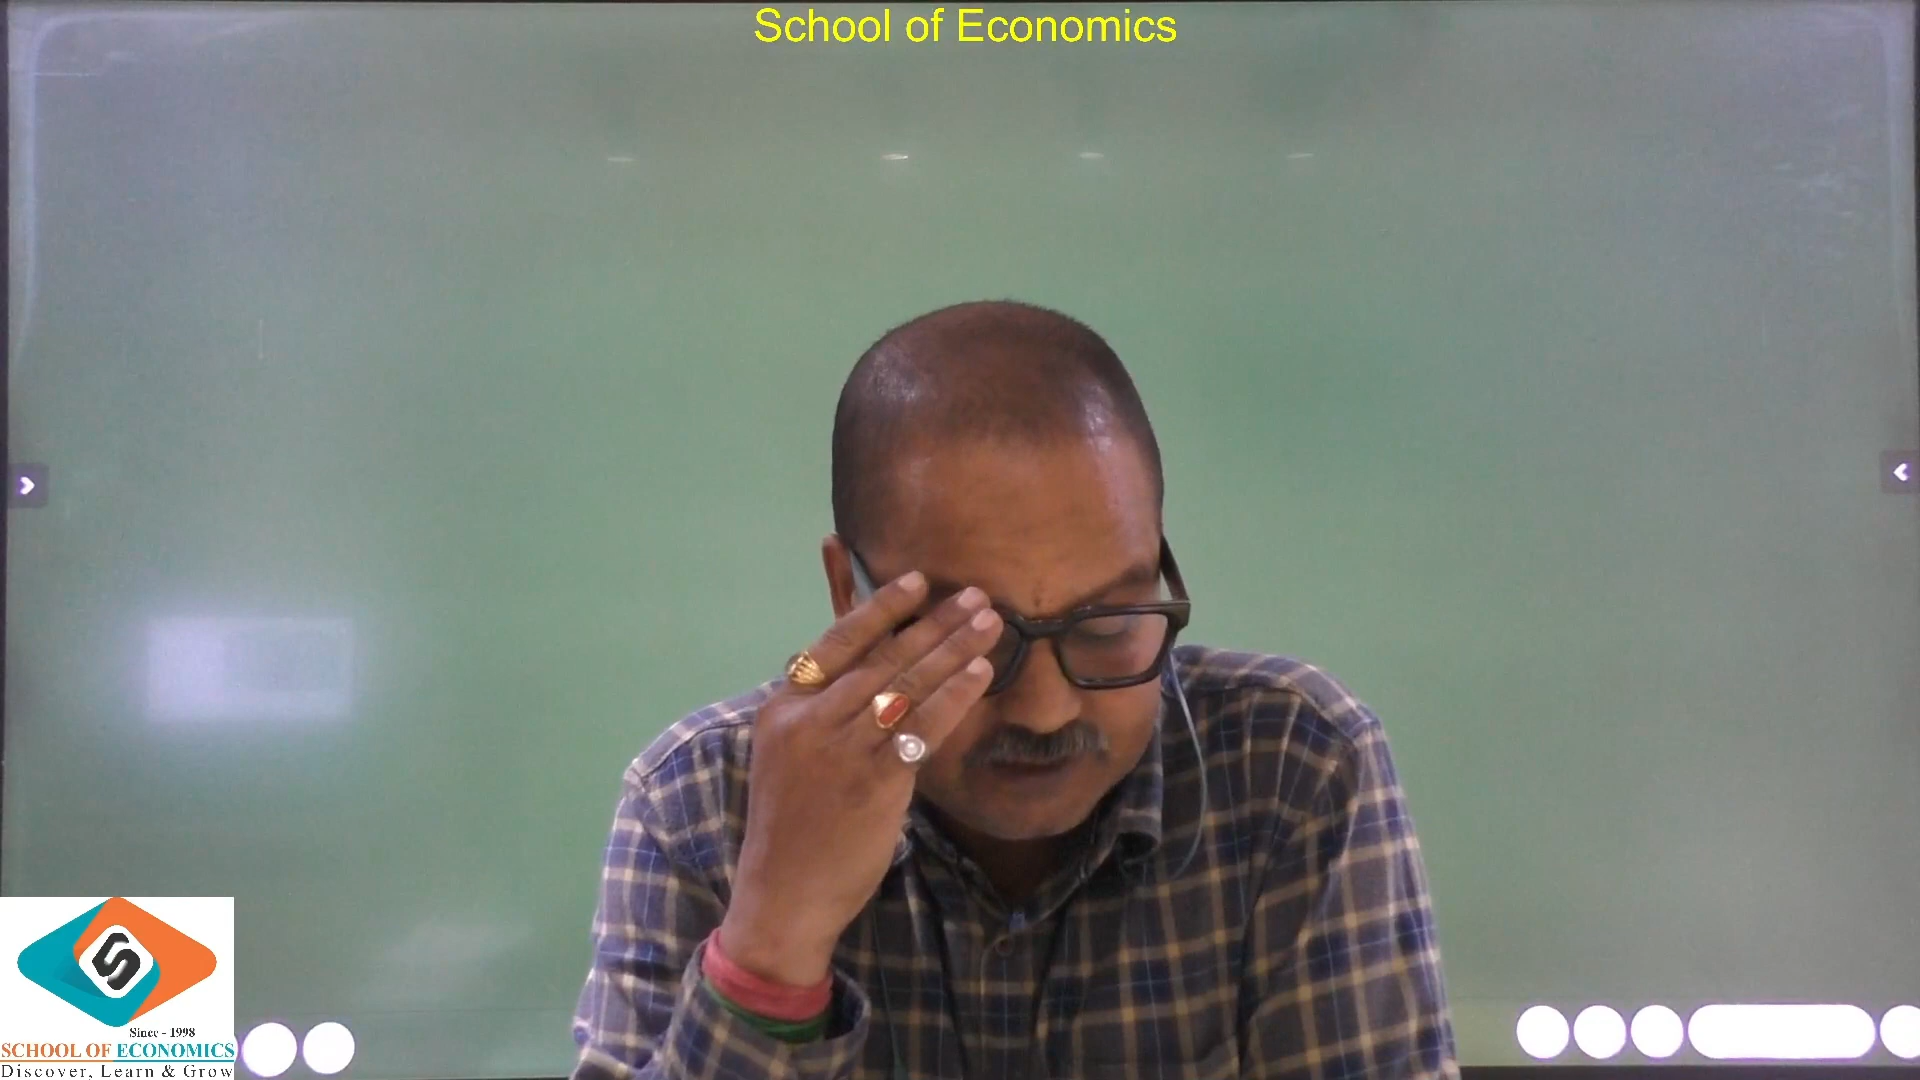 School of Economics
Since - 1998
SCHOOL OF ECONOMICS
Discover, Learn & Grow